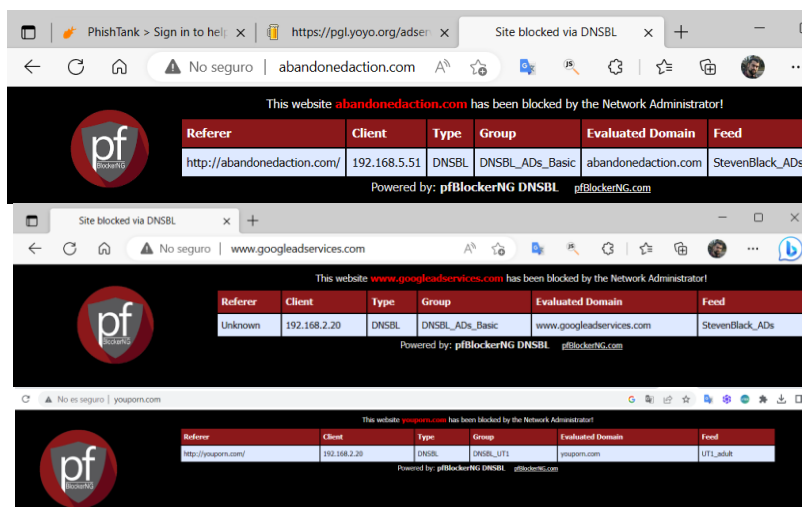 PhishTank > Sign in to help
https://pgl.yoyo.org/adser
Site blocked via DNSBL
No seguro | abandonedaction.com
This website abandonedaction.com has been blocked by the Network Administrator!
pf
BlockerNG
Referer Client Type Group Evaluated Domain Feed
http://abandonedaction.com/ 192.168.5.51 DNSBL DNSBL_ADs_Basic abandonedaction.com StevenBlack_ADs
Powered by: pfBlockerNG DNSBL pfBlockerNG.com
Site blocked via DNSBL
No seguro | www.googleadservices.com
This website www.googleadservices.com has been blocked by the Network Administrator!
pf
BlockerNG
Referer Client Type Group Evaluated Domain Feed
Unknown 192.168.2.20 DNSBL DNSBL_ADs_Basic www.googleadservices.com StevenBlack_ADs
Powered by: pfBlockerNG DNSBL pfBlockerNG.com
No es seguro | youporn.com
This website youporn.com has been blocked by the Network Administrator!
pf
BlockerNG
Referer Client Type Group Evaluated Domain Feed
http://youporn.com/ 192.168.2.20 DNSBL DNSBL_UT1 youporn.com UT1_adult
Powered by: pfBlockerNG DNSBL pfBlockerNG.com